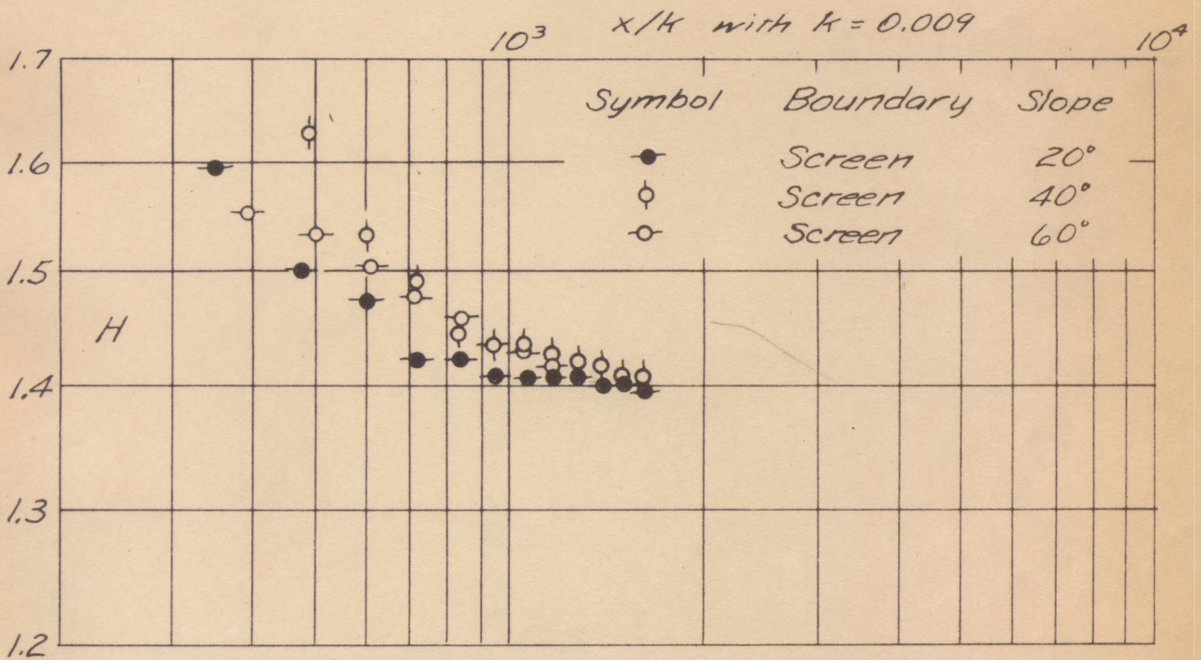 x/k with k = 0.009
10³ 10⁴
1.7
Symbol Boundary Slope
1.6
Screen 20°
Screen 40°
Screen 60°
1.5
H
1.4
1.3
1.2